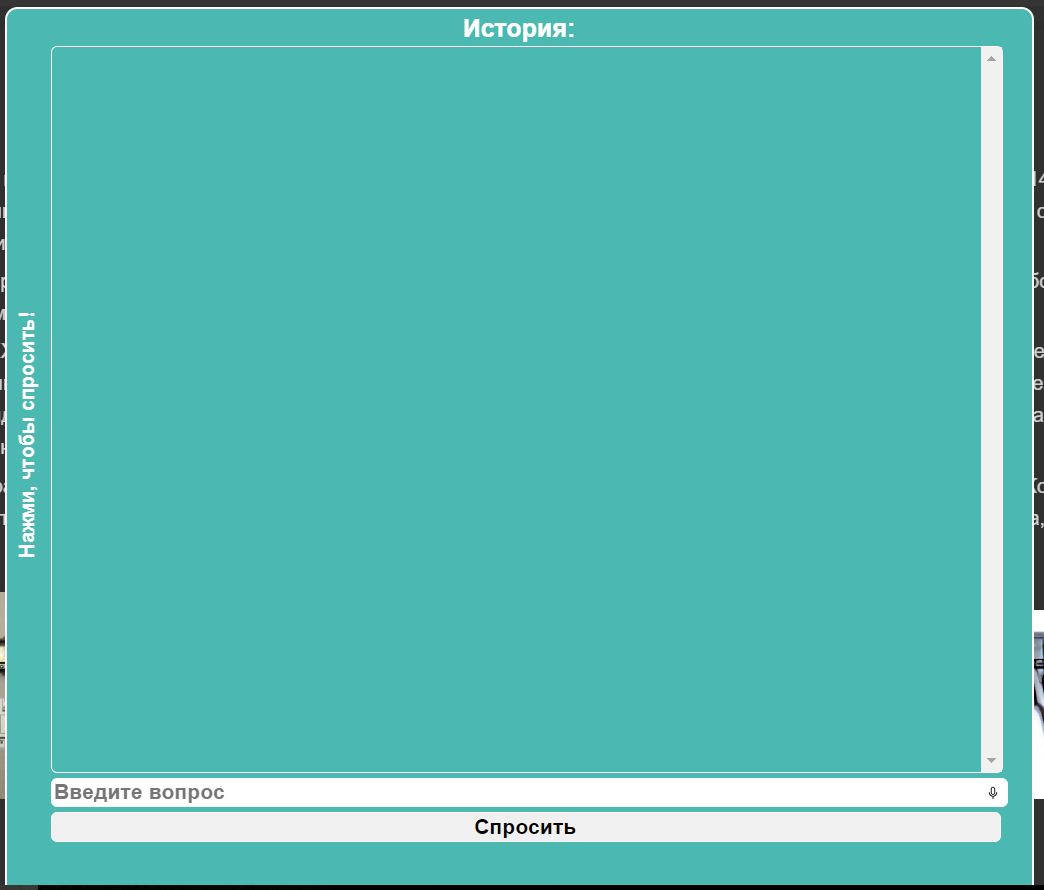 История:
Нажми, чтобы спросить!
Введите вопрос
Спросить